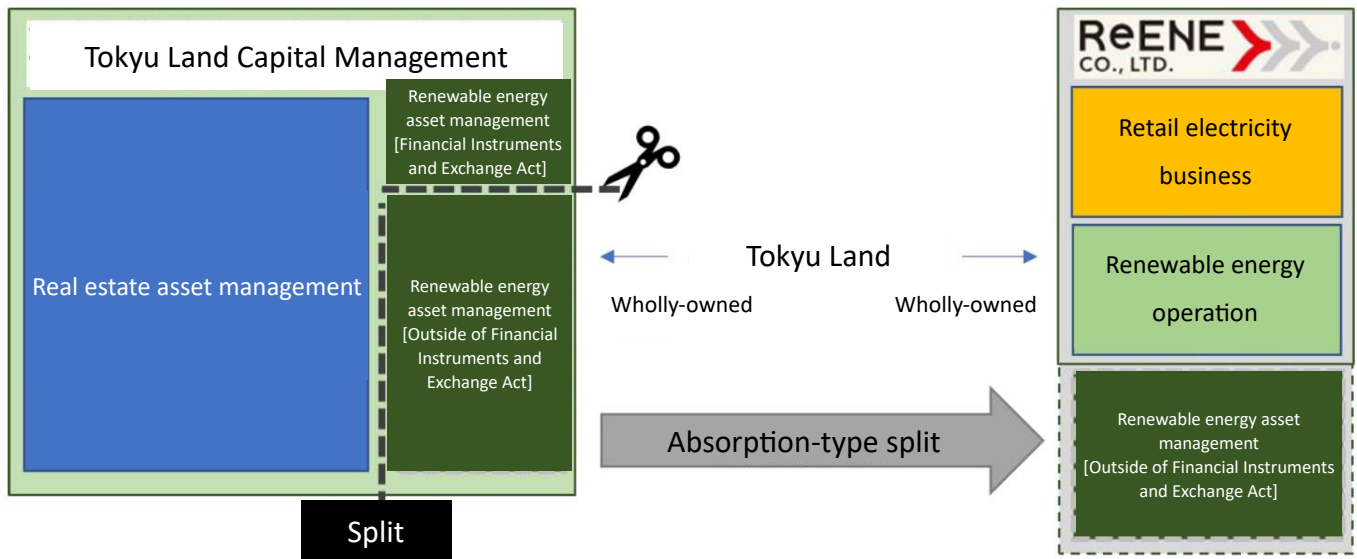 Tokyu Land Capital Management
Renewable energy
asset management
[Financial Instruments
and Exchange Act]
Real estate asset management
Renewable energy
asset management
[Outside of Financial
Instruments and
Exchange Act]
Split
Tokyu Land
Wholly-owned
Wholly-owned
Absorption-type split
ReENE
CO., LTD.
Retail electricity
business
Renewable energy
operation
Renewable energy asset
management
[Outside of Financial Instruments
and Exchange Act]